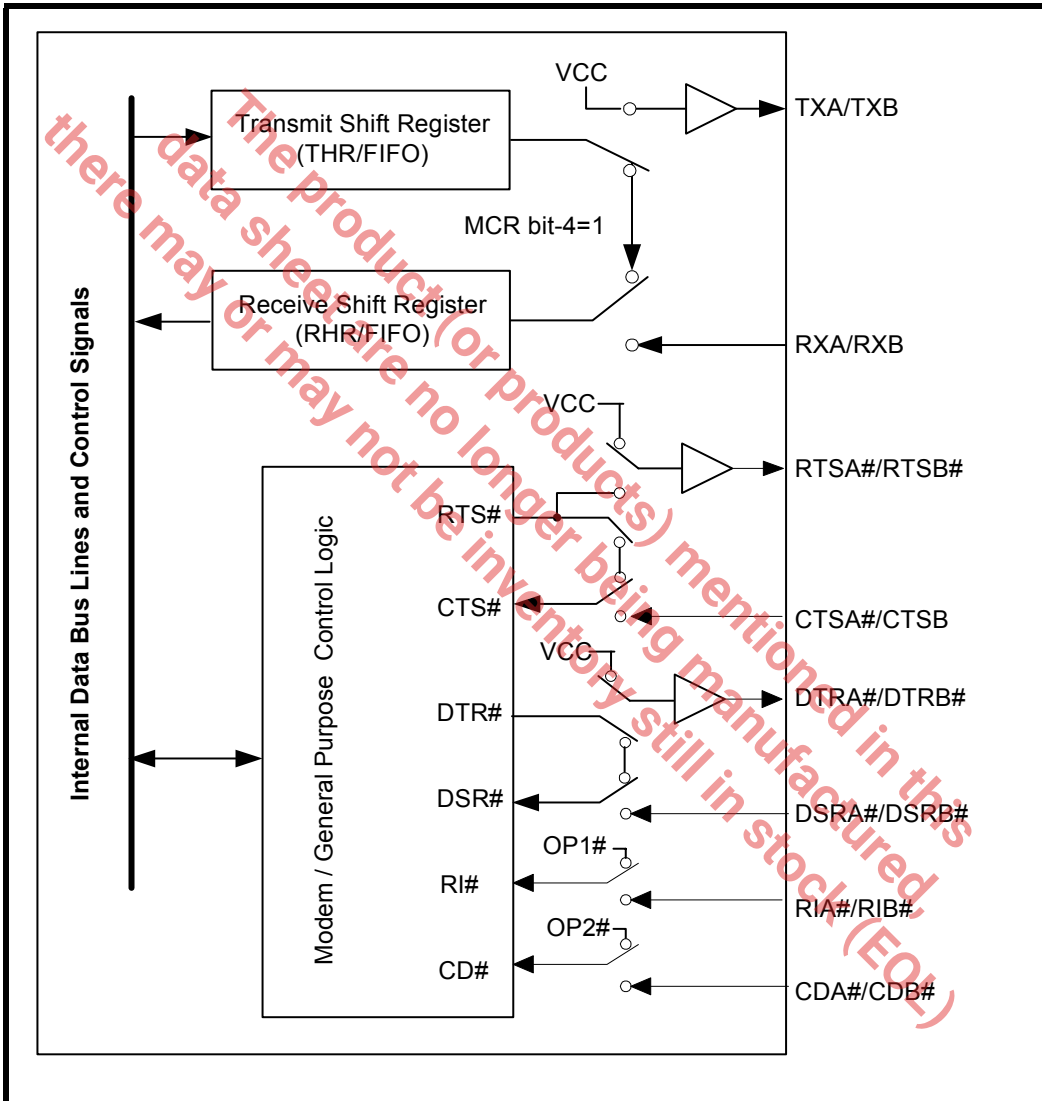 VCC
TXA/TXB
Transmit Shift Register
(THR/FIFO)
MCR bit-4=1
Receive Shift Register
(RHR/FIFO)
RXA/RXB
VCC
RTSA#/RTSB#
RTS#
CTS#
CTSA#/CTSB
VCC
DTRA#/DTRB#
DTR#
DSR#
DSRA#/DSRB#
OP1#
RI#
RIA#/RIB#
OP2#
CD#
CDA#/CDB#
Internal Data Bus Lines and Control Signals
Modem / General Purpose Control Logic
The product (or products) mentioned in this
data sheet are no longer being manufactured,
there may or may not be inventory still in stock (EOL)